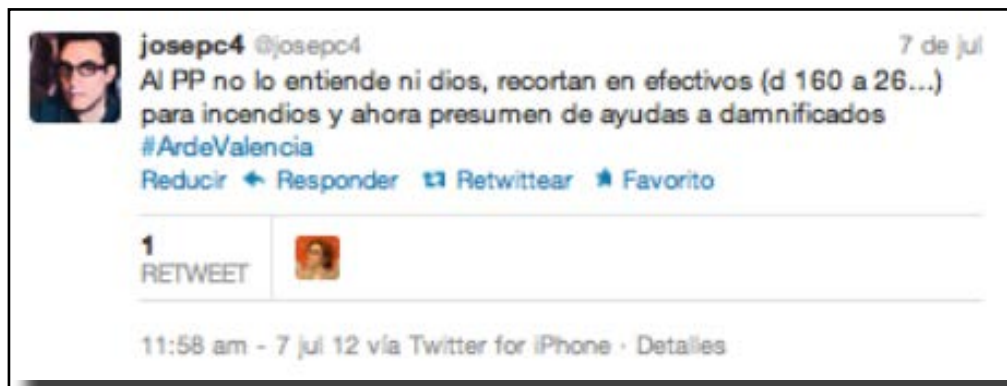 josepc4 @josepc4 7 de jul
Al PP no lo entiende ni dios, recortan en efectivos (d 160 a 26...)
para incendios y ahora presumen de ayudas a damnificados
#ArdeValencia
Reducir Responder Retwittear Favorito
1
RETWEET
11:58 am - 7 jul 12 vía Twitter for iPhone · Detalles